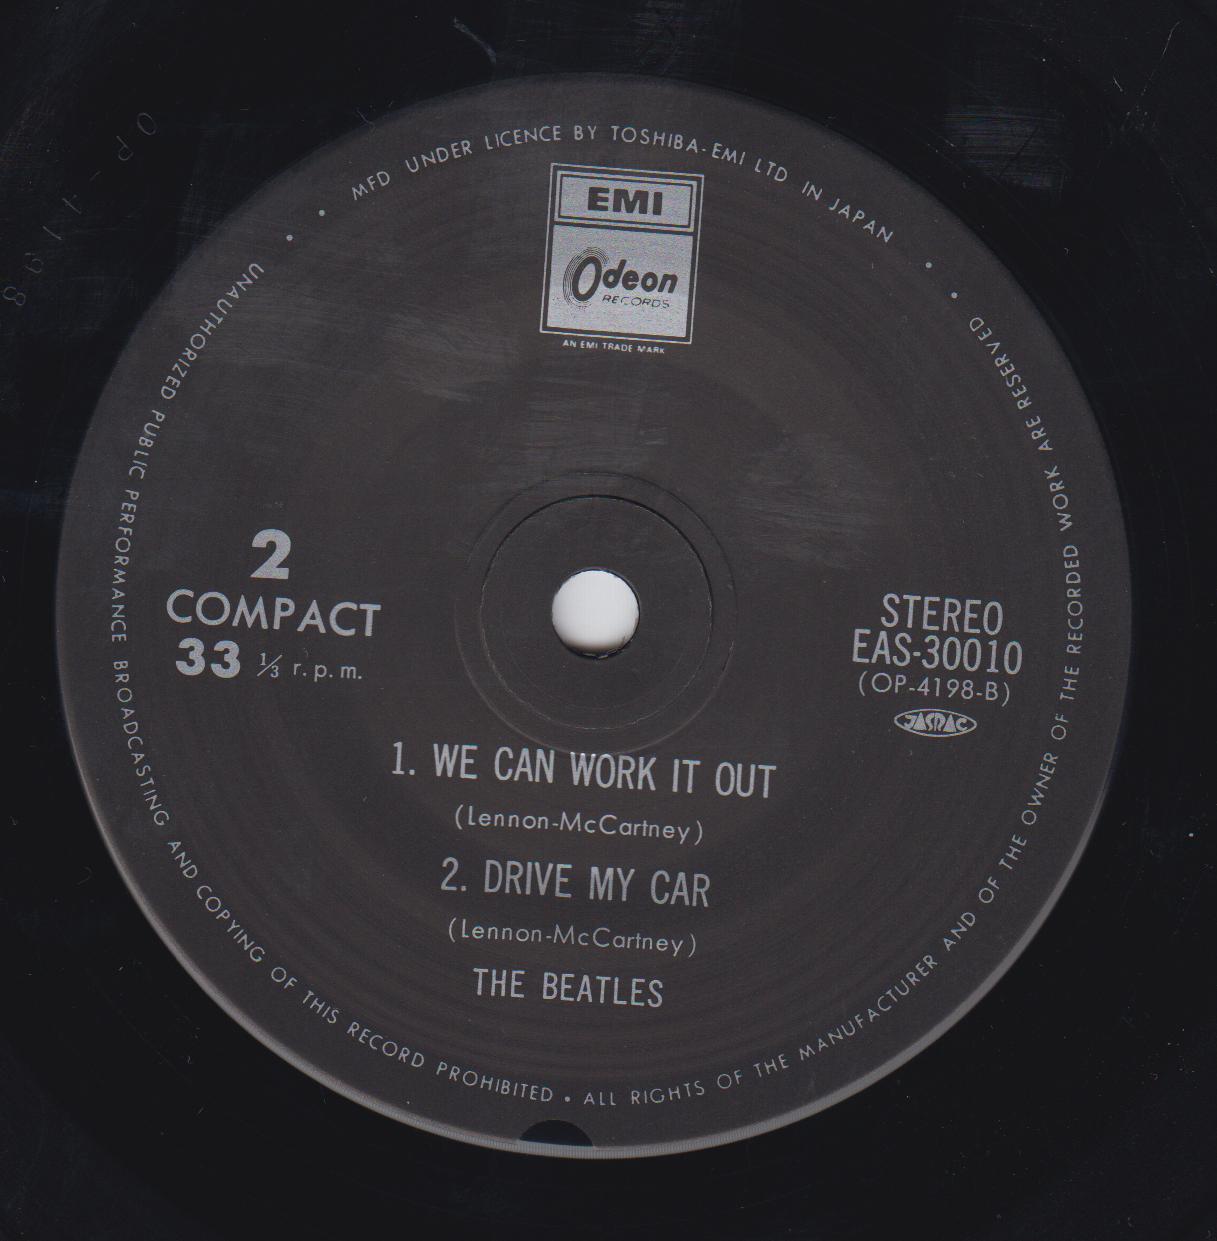 MFD UNDER LICENCE BY TOSHIBA-EMI LTD IN JAPAN
EMI
Odeon
RECORDS
AN EMI TRADE MARK
2
COMPACT
33 ⅓ r.p.m.
STEREO
EAS-30010
(OP-4198-B)
JASRAC
1. WE CAN WORK IT OUT
(Lennon-McCartney)
2. DRIVE MY CAR
(Lennon-McCartney)
THE BEATLES
UNAUTHORIZED PUBLIC PERFORMANCE BROADCASTING AND COPYING OF THIS RECORD PROHIBITED • ALL RIGHTS OF THE MANUFACTURER AND OF THE OWNER OF THE RECORDED WORK ARE RESERVED